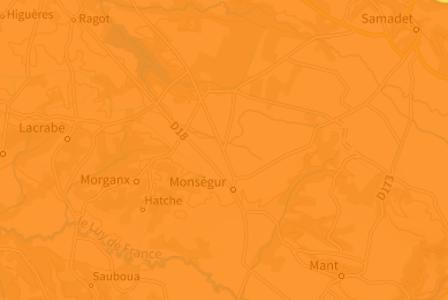 Higuères
Ragot
Samadet
Lacrabe
D18
Morganx
Monségur
D173
Hatche
le Luy de France
Mant
Sauboua